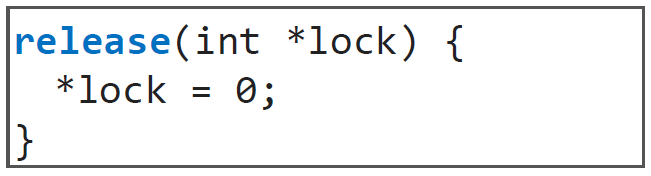 release(int *lock) {
  *lock = 0;
}